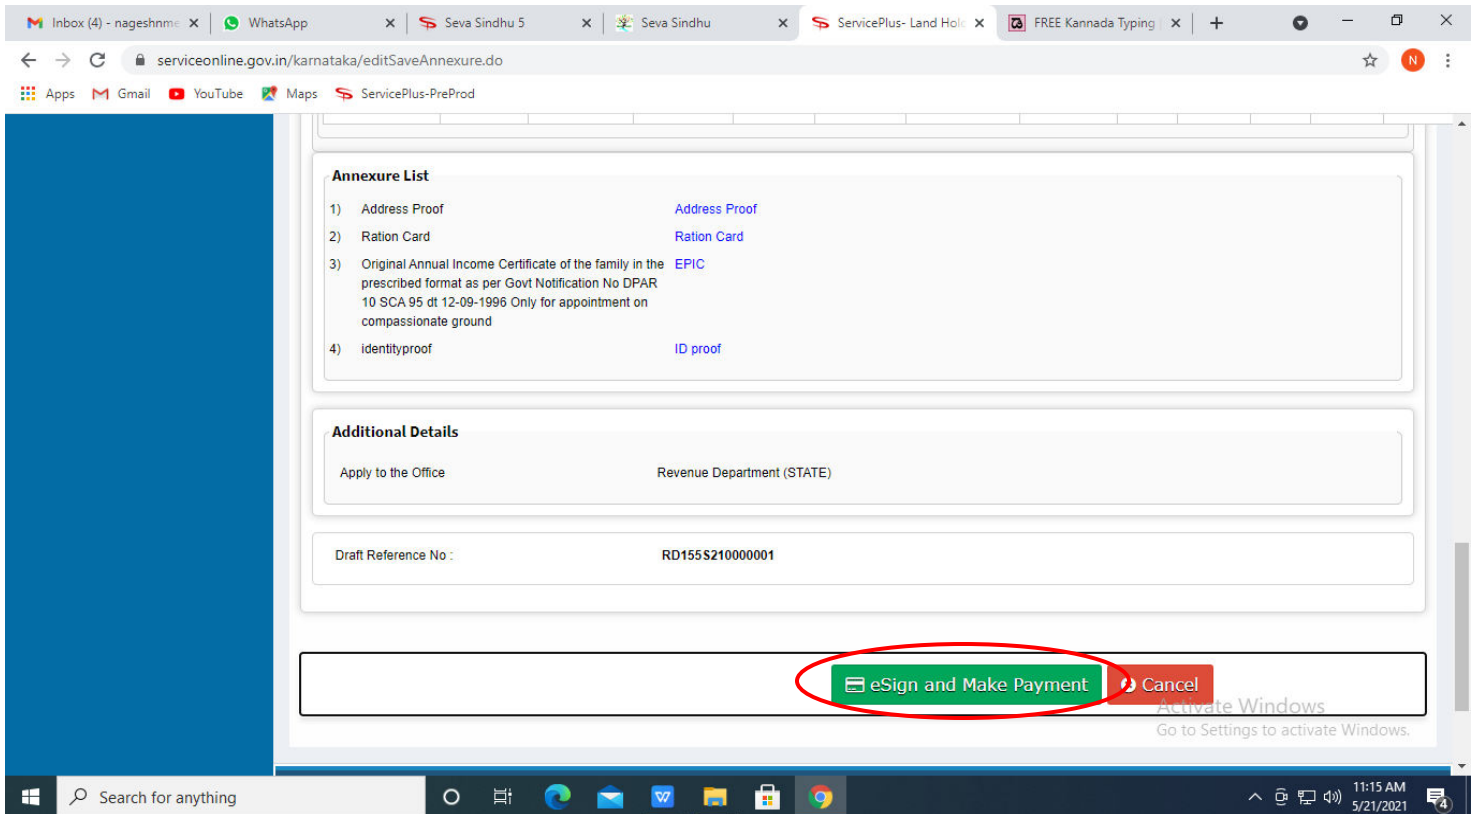 Inbox (4) - nageshnme
WhatsApp
Seva Sindhu 5
Seva Sindhu
ServicePlus- Land Hold
FREE Kannada Typing
serviceonline.gov.in/karnataka/editSaveAnnexure.do
N
Apps
Gmail
YouTube
Maps
ServicePlus-PreProd
Annexure List
1) Address Proof Address Proof
2) Ration Card Ration Card
3) Original Annual Income Certificate of the family in the EPIC
prescribed format as per Govt Notification No DPAR
10 SCA 95 dt 12-09-1996 Only for appointment on
compassionate ground
4) identityproof ID proof
Additional Details
Apply to the Office Revenue Department (STATE)
Draft Reference No : RD155S210000001
eSign and Make Payment
Cancel
Activate Windows
Go to Settings to activate Windows.
Search for anything
11:15 AM
5/21/2021
4